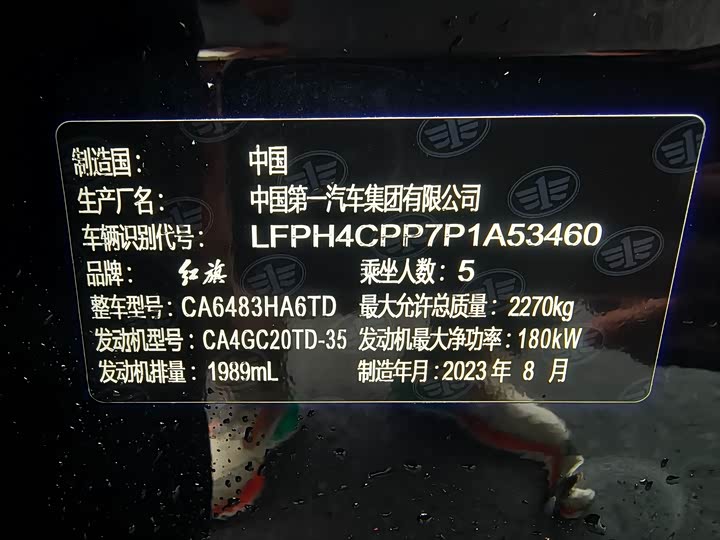 制造国：中国
生产厂名：中国第一汽车集团有限公司
车辆识别代号：LFPH4CPP7P1A53460
品牌：红旗 乘坐人数：5
整车型号：CA6483HA6TD 最大允许总质量：2270kg
发动机型号：CA4GC20TD-35 发动机最大净功率：180kW
发动机排量：1989mL 制造年月：2023年 8 月